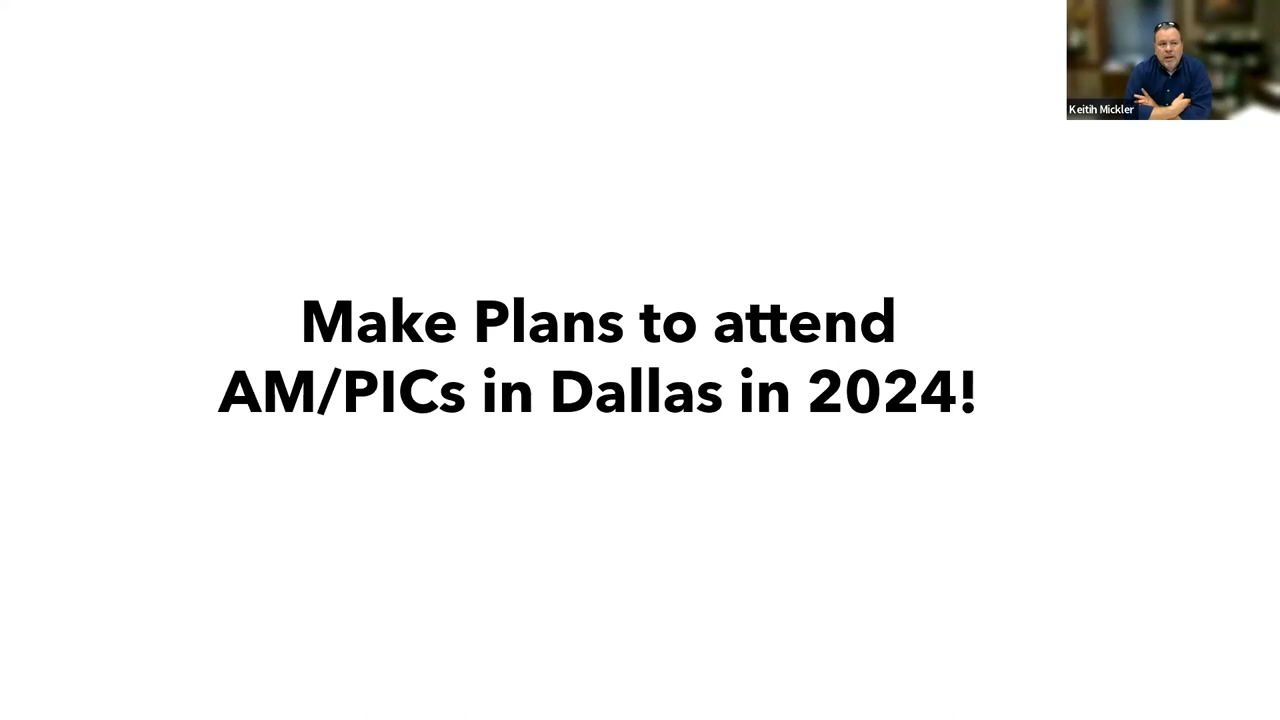 Keitih Mickler
Make Plans to attend
AM/PICs in Dallas in 2024!